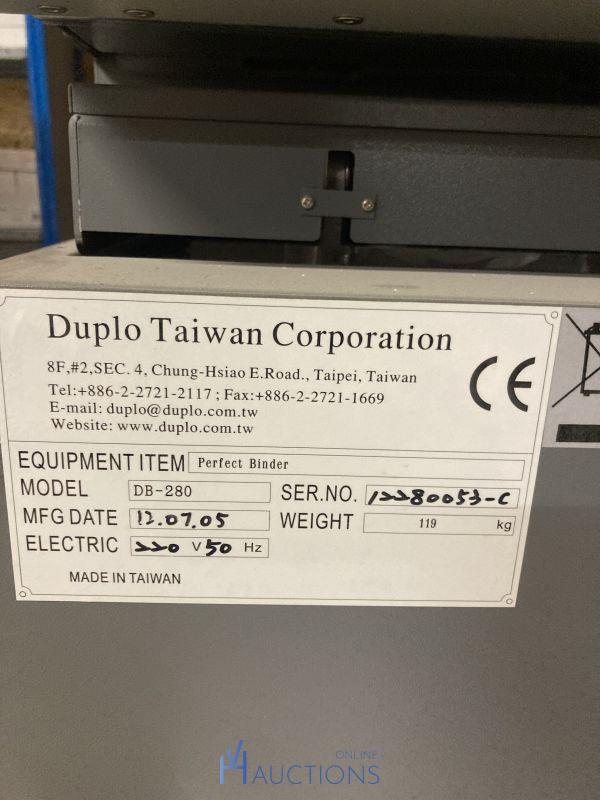 Duplo Taiwan Corporation
8F,#2,SEC. 4, Chung-Hsiao E.Road., Taipei, Taiwan
Tel:+886-2-2721-2117 ; Fax:+886-2-2721-1669
E-mail: duplo@duplo.com.tw
Website: www.duplo.com.tw
CE
EQUIPMENT ITEM Perfect Binder
MODEL DB-280 SER.NO. 12280053-C
MFG DATE 12.07.05 WEIGHT 119 kg
ELECTRIC 220 V 50 Hz
MADE IN TAIWAN
V4 ONLINE
AUCTIONS